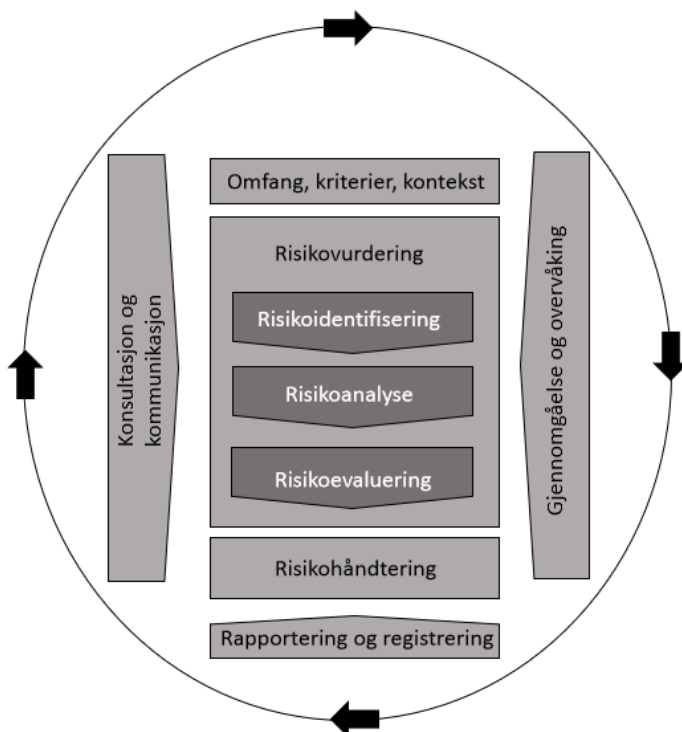 Omfang, kriterier, kontekst
Risikovurdering
Risikoidentifisering
Risikoanalyse
Risikoevaluering
Risikohåndtering
Rapportering og registrering
Konsultasjon og
kommunikasjon
Gjennomgåelse og overvåking